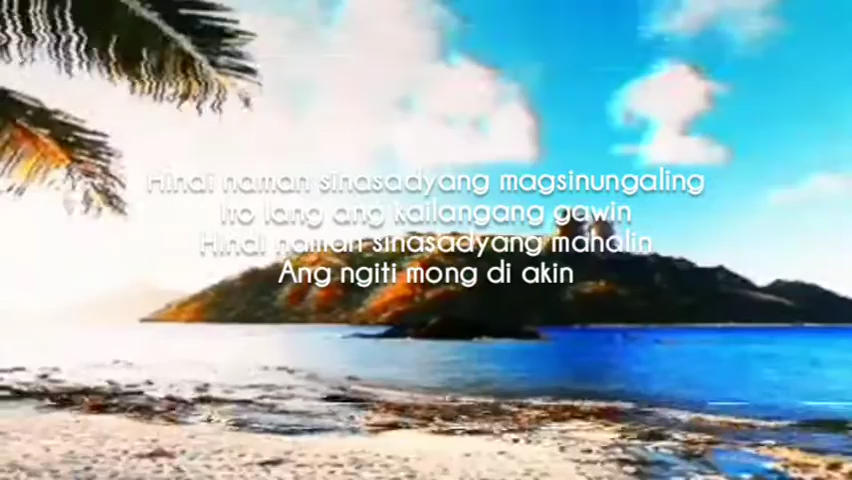 Hindi naman sinasadyang magsinungaling
Ito lang ang kailangang gawin
Hindi naman sinasadyang mahalin
Ang ngiti mong di akin